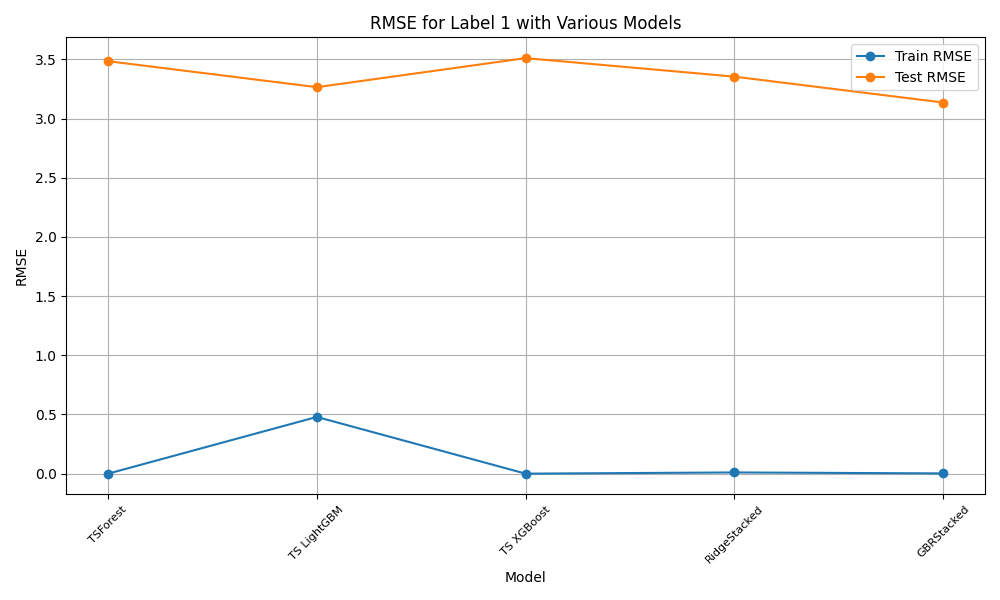 RMSE for Label 1 with Various Models
Train RMSE
Test RMSE
RMSE
3.5
3.0
2.5
2.0
1.5
1.0
0.5
0.0
TSForest
TS LightGBM
TS XGBoost
RidgeStacked
GBRStacked
Model